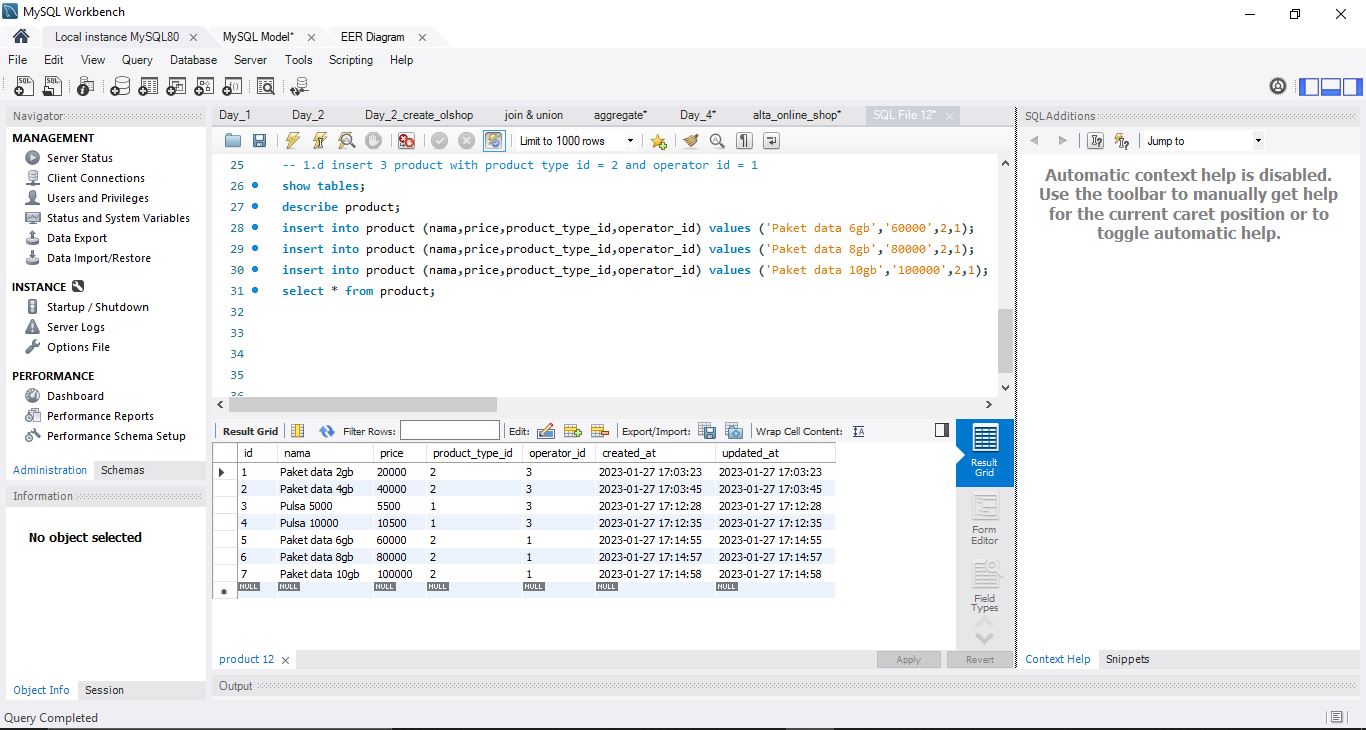 MySQL Workbench
Local instance MySQL80 MySQL Model* EER Diagram
File Edit View Query Database Server Tools Scripting Help
Navigator
MANAGEMENT
Server Status
Client Connections
Users and Privileges
Status and System Variables
Data Export
Data Import/Restore
INSTANCE
Startup / Shutdown
Server Logs
Options File
PERFORMANCE
Dashboard
Performance Reports
Performance Schema Setup
Administration Schemas
Information
No object selected
Object Info Session
Day_1 Day_2 Day_2_create_olshop join & union aggregate* Day_4* alta_online_shop* SQL File 12*
Limit to 1000 rows
25 -- 1.d insert 3 product with product type id = 2 and operator id = 1
26 show tables;
27 describe product;
28 insert into product (nama,price,product_type_id,operator_id) values ('Paket data 6gb','60000',2,1);
29 insert into product (nama,price,product_type_id,operator_id) values ('Paket data 8gb','80000',2,1);
30 insert into product (nama,price,product_type_id,operator_id) values ('Paket data 10gb','100000',2,1);
31 select * from product;
32
33
34
35
36
Result Grid Filter Rows: Edit: Export/Import: Wrap Cell Content:
id nama price product_type_id operator_id created_at updated_at
1 Paket data 2gb 20000 2 3 2023-01-27 17:03:23 2023-01-27 17:03:23
2 Paket data 4gb 40000 2 3 2023-01-27 17:03:45 2023-01-27 17:03:45
3 Pulsa 5000 5500 1 3 2023-01-27 17:12:28 2023-01-27 17:12:28
4 Pulsa 10000 10500 1 3 2023-01-27 17:12:35 2023-01-27 17:12:35
5 Paket data 6gb 60000 2 1 2023-01-27 17:14:55 2023-01-27 17:14:55
6 Paket data 8gb 80000 2 1 2023-01-27 17:14:57 2023-01-27 17:14:57
7 Paket data 10gb 100000 2 1 2023-01-27 17:14:58 2023-01-27 17:14:58
NULL NULL NULL NULL NULL NULL NULL
Result
Grid
Form
Editor
Field
Types
product 12 Apply Revert
Output
SQLAdditions
Jump to
Automatic context help is disabled.
Use the toolbar to manually get help
for the current caret position or to
toggle automatic help.
Context Help Snippets
Query Completed